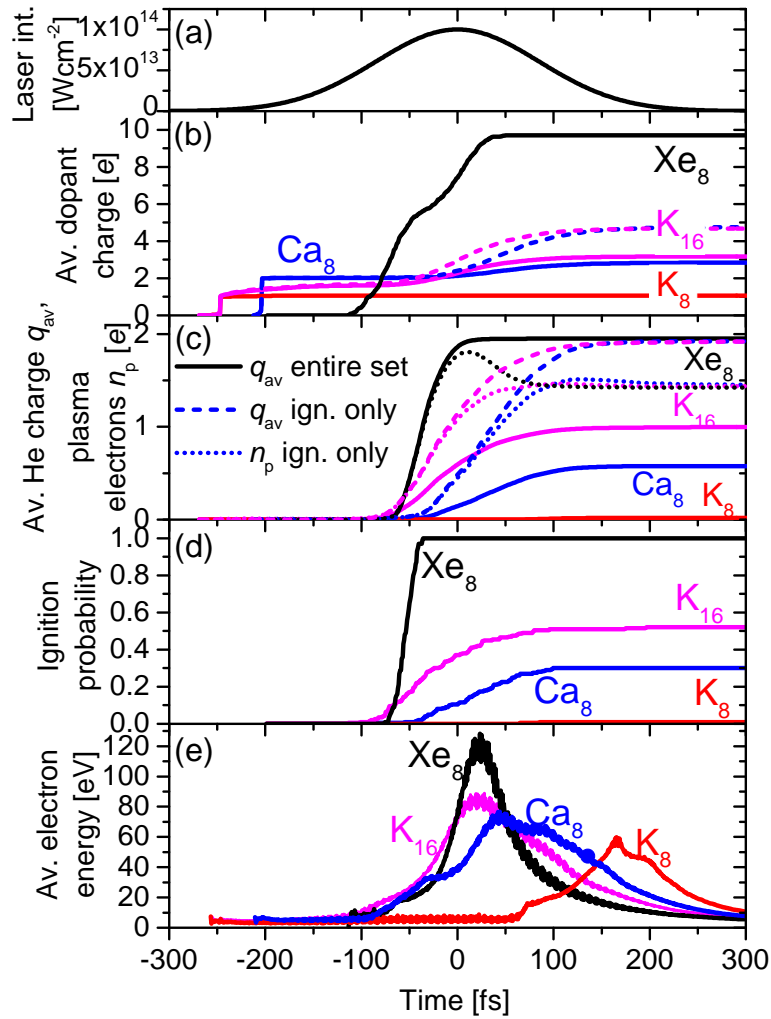 Laser int.
[Wcm-2]
1x10^14
5x10^13
0
(a)
Av. dopant
charge [e]
10
8
6
4
2
0
(b)
Xe8
Ca8
K16
K8
Av. He charge qav,
plasma
electrons np [e]
2
1
0
(c)
qav entire set
qav ign. only
np ign. only
Xe8
K16
Ca8
K8
Ignition
probability
1.0
0.8
0.6
0.4
0.2
0.0
(d)
Xe8
K16
Ca8
K8
Av. electron
energy [eV]
120
100
80
60
40
20
0
(e)
Xe8
K16
Ca8
K8
-300 -200 -100 0 100 200 300
Time [fs]